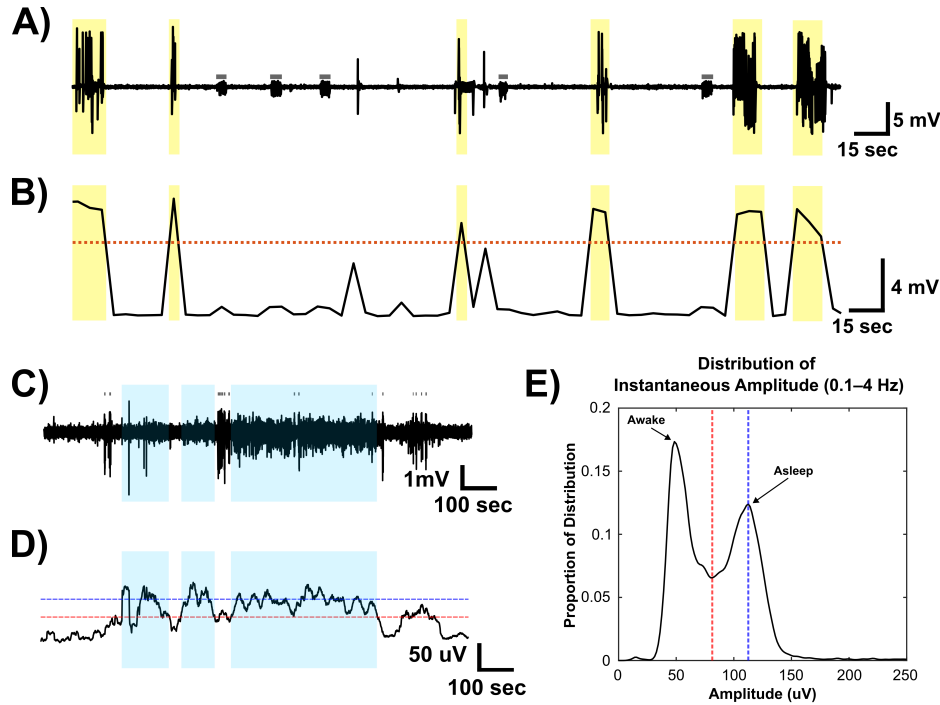 A)
5 mV
15 sec
B)
4 mV
15 sec
C)
1mV
100 sec
D)
50 uV
100 sec
E)
Distribution of
Instantaneous Amplitude (0.1–4 Hz)
Proportion of Distribution
0.2
0.15
0.1
0.05
0
Awake
Asleep
0 50 100 150 200 250
Amplitude (uV)